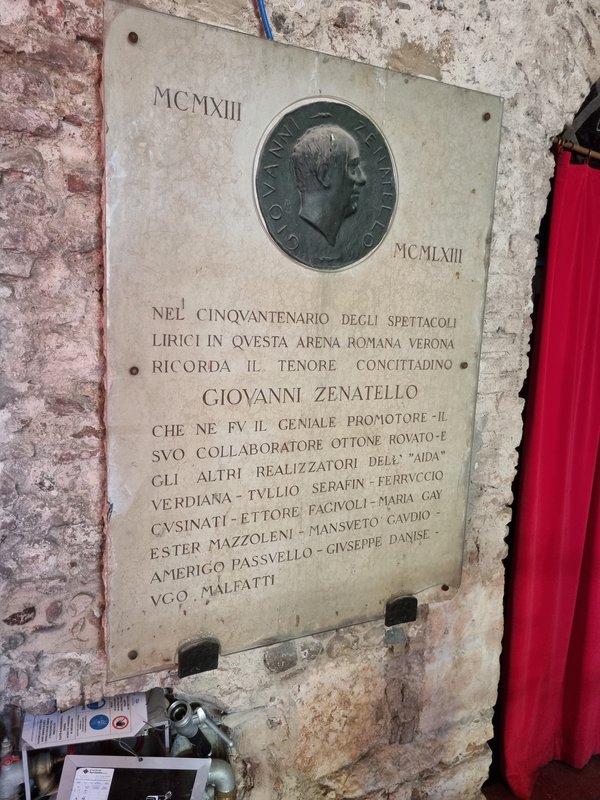 MCMXIII
GIOVANNI ZENATELLO
MCMLXIII
NEL CINQVANTENARIO DEGLI SPETTACOLI
LIRICI IN QVESTA ARENA ROMANA VERONA
RICORDA IL TENORE CONCITTADINO
GIOVANNI ZENATELLO
CHE NE FV IL GENIALE PROMOTORE - IL
SVO COLLABORATORE OTTONE ROVATO - E
GLI ALTRI REALIZZATORI DELL' "AIDA"
VERDIANA - TVLLIO SERAFIN - FERRVCCIO
CVSINATI - ETTORE FAGIVOLI - MARIA GAY
ESTER MAZZOLENI - MANSVETO GAVDIO -
AMERIGO PASSVELLO - GIVSEPPE DANISE -
VGO MALFATTI